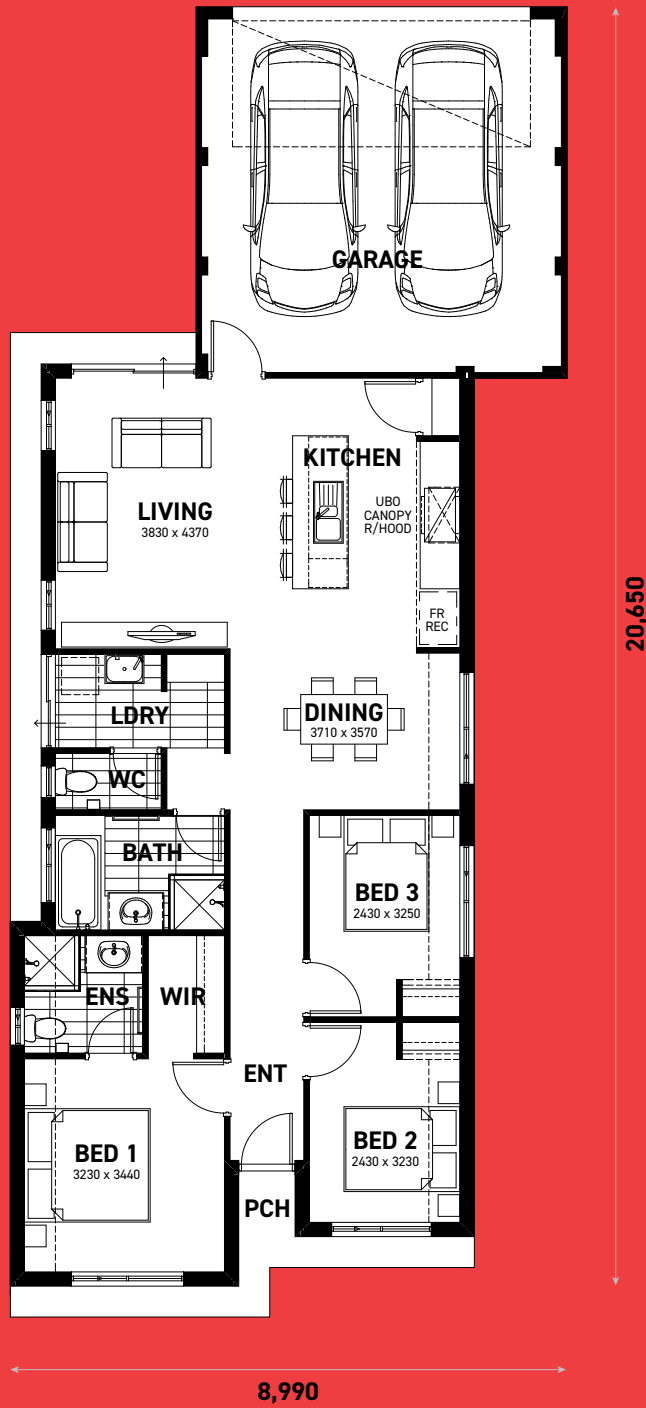 GARAGE
KITCHEN
LIVING
3830 x 4370
UBO
CANOPY
R/HOOD
FR
REC
20,650
LDRY
DINING
3710 x 3570
WC
BATH
BED 3
2430 x 3250
ENS
WIR
ENT
BED 1
3230 x 3440
BED 2
2430 x 3230
PCH
8,990